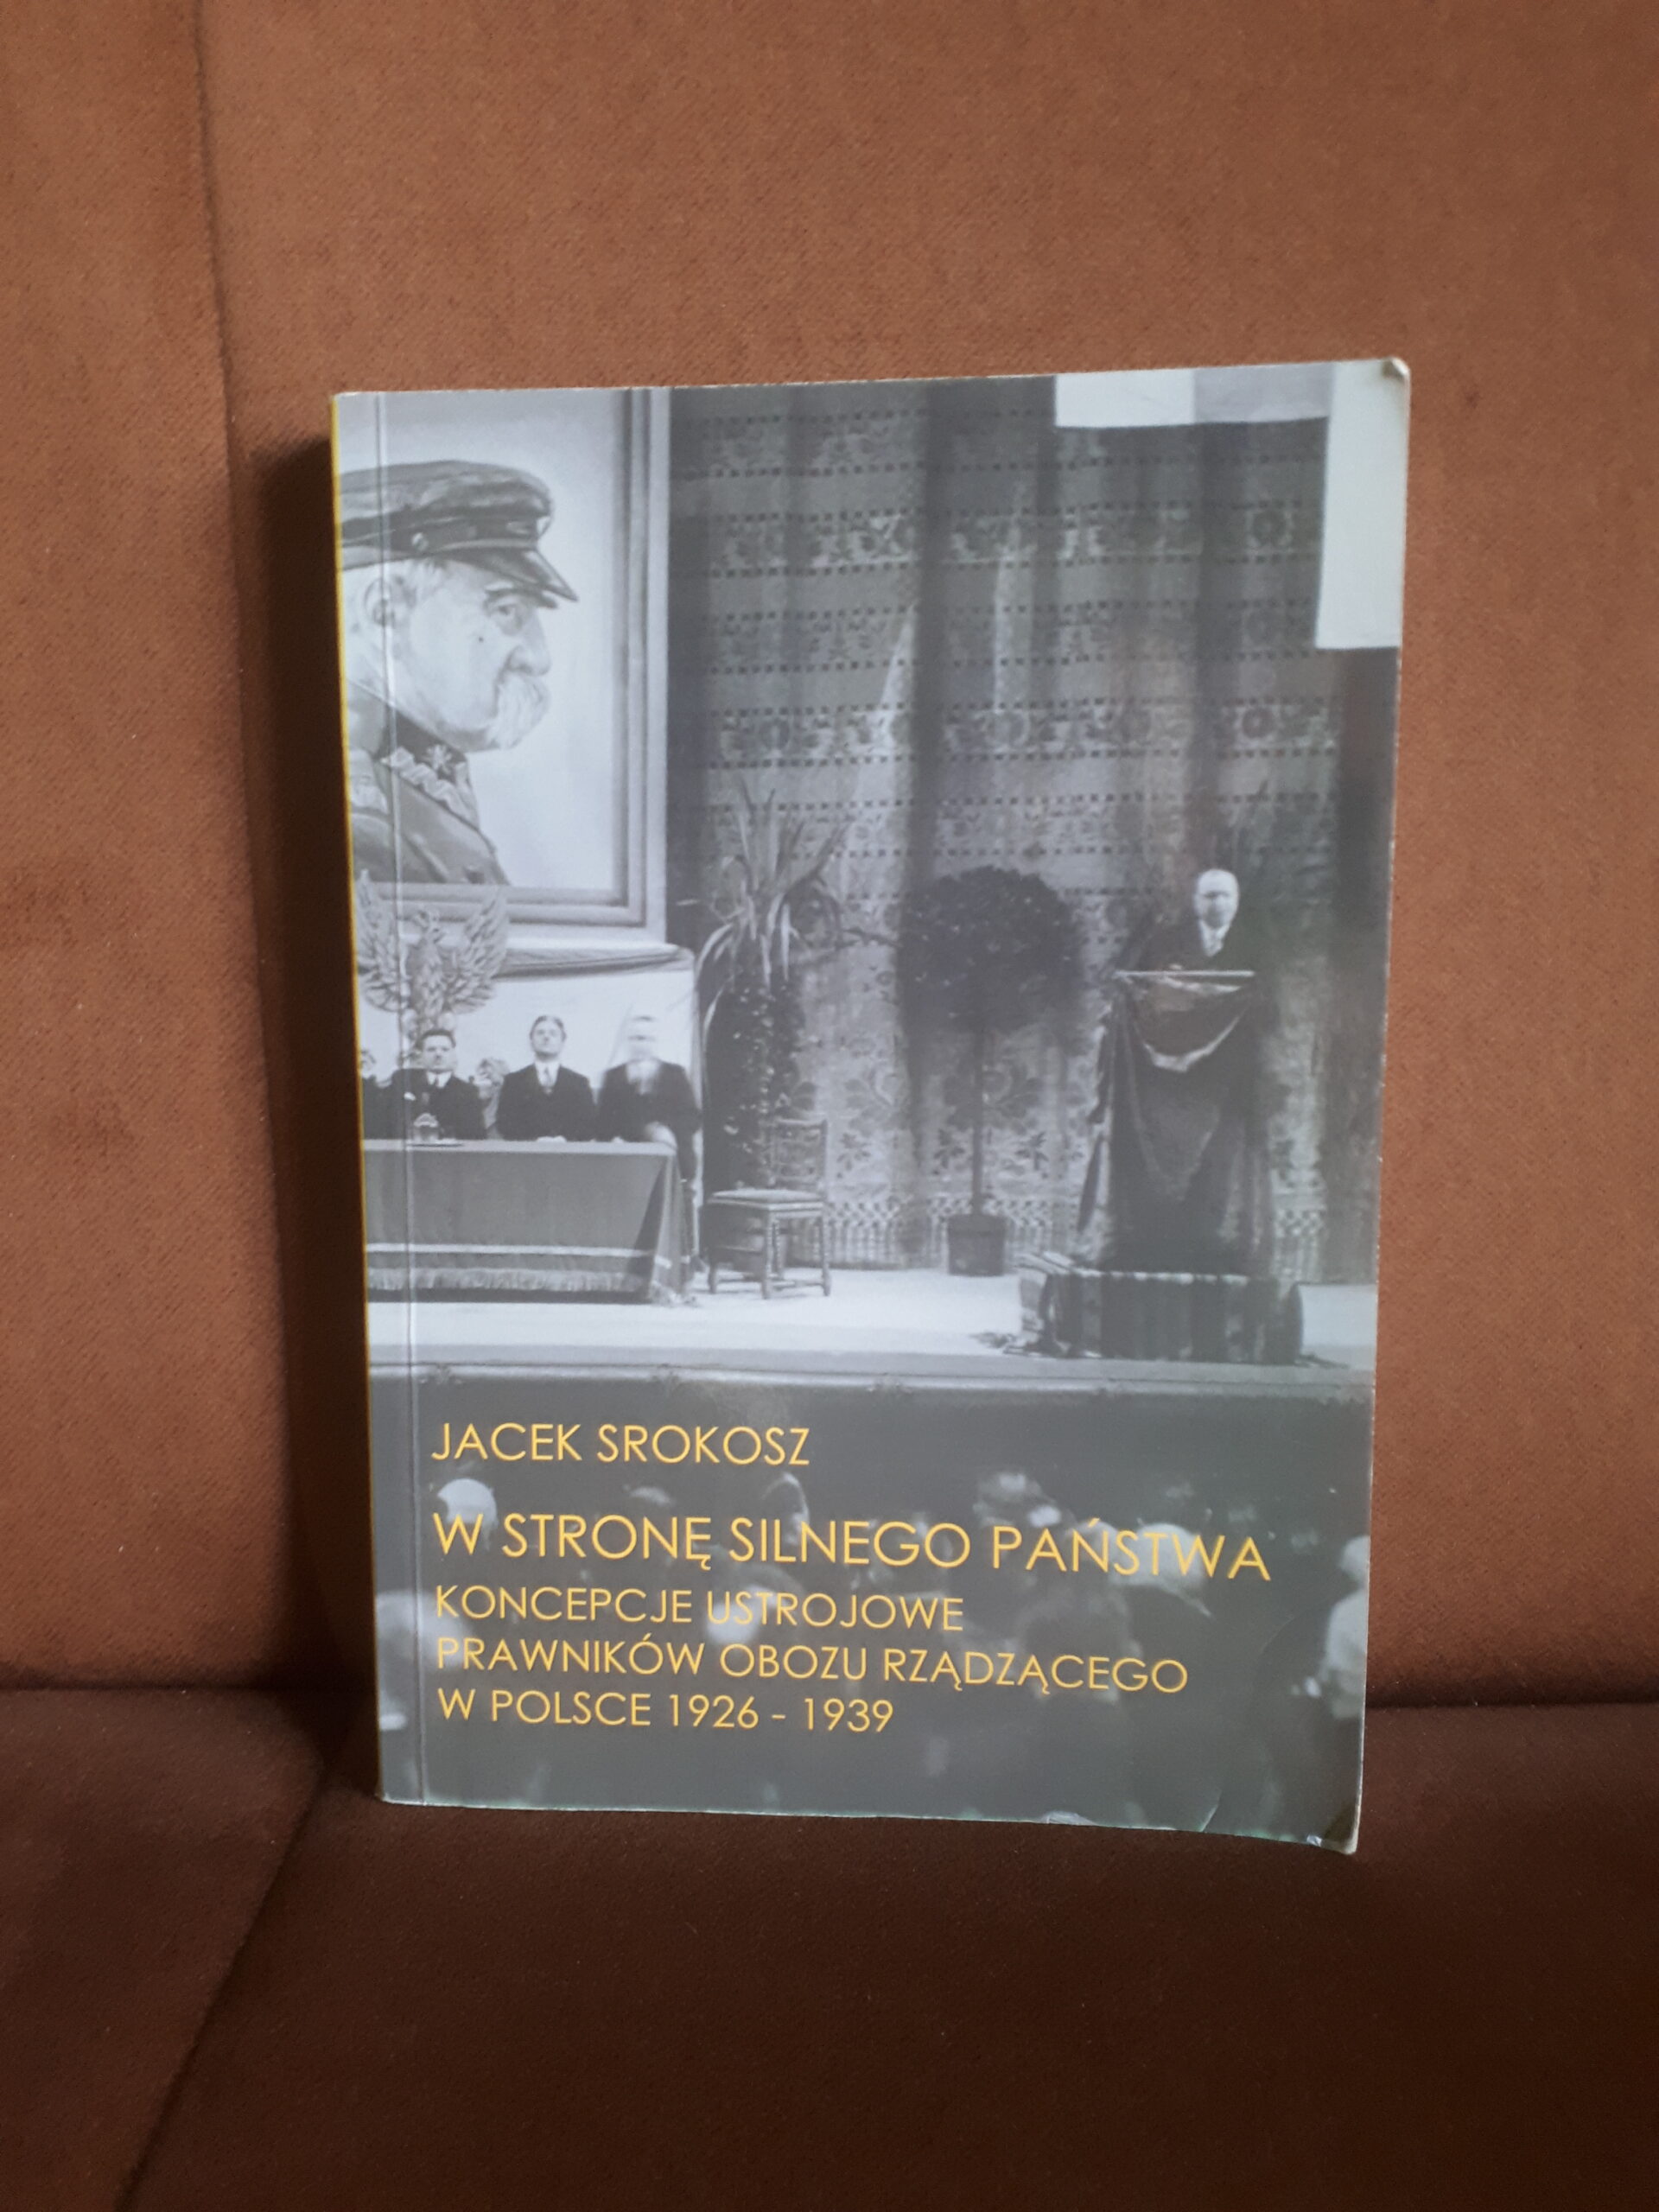 JACEK SROKOSZ
W STRONĘ SILNEGO PAŃSTWA
KONCEPCJE USTROJOWE
PRAWNIKÓW OBOZU RZĄDZĄCEGO
W POLSCE 1926 - 1939